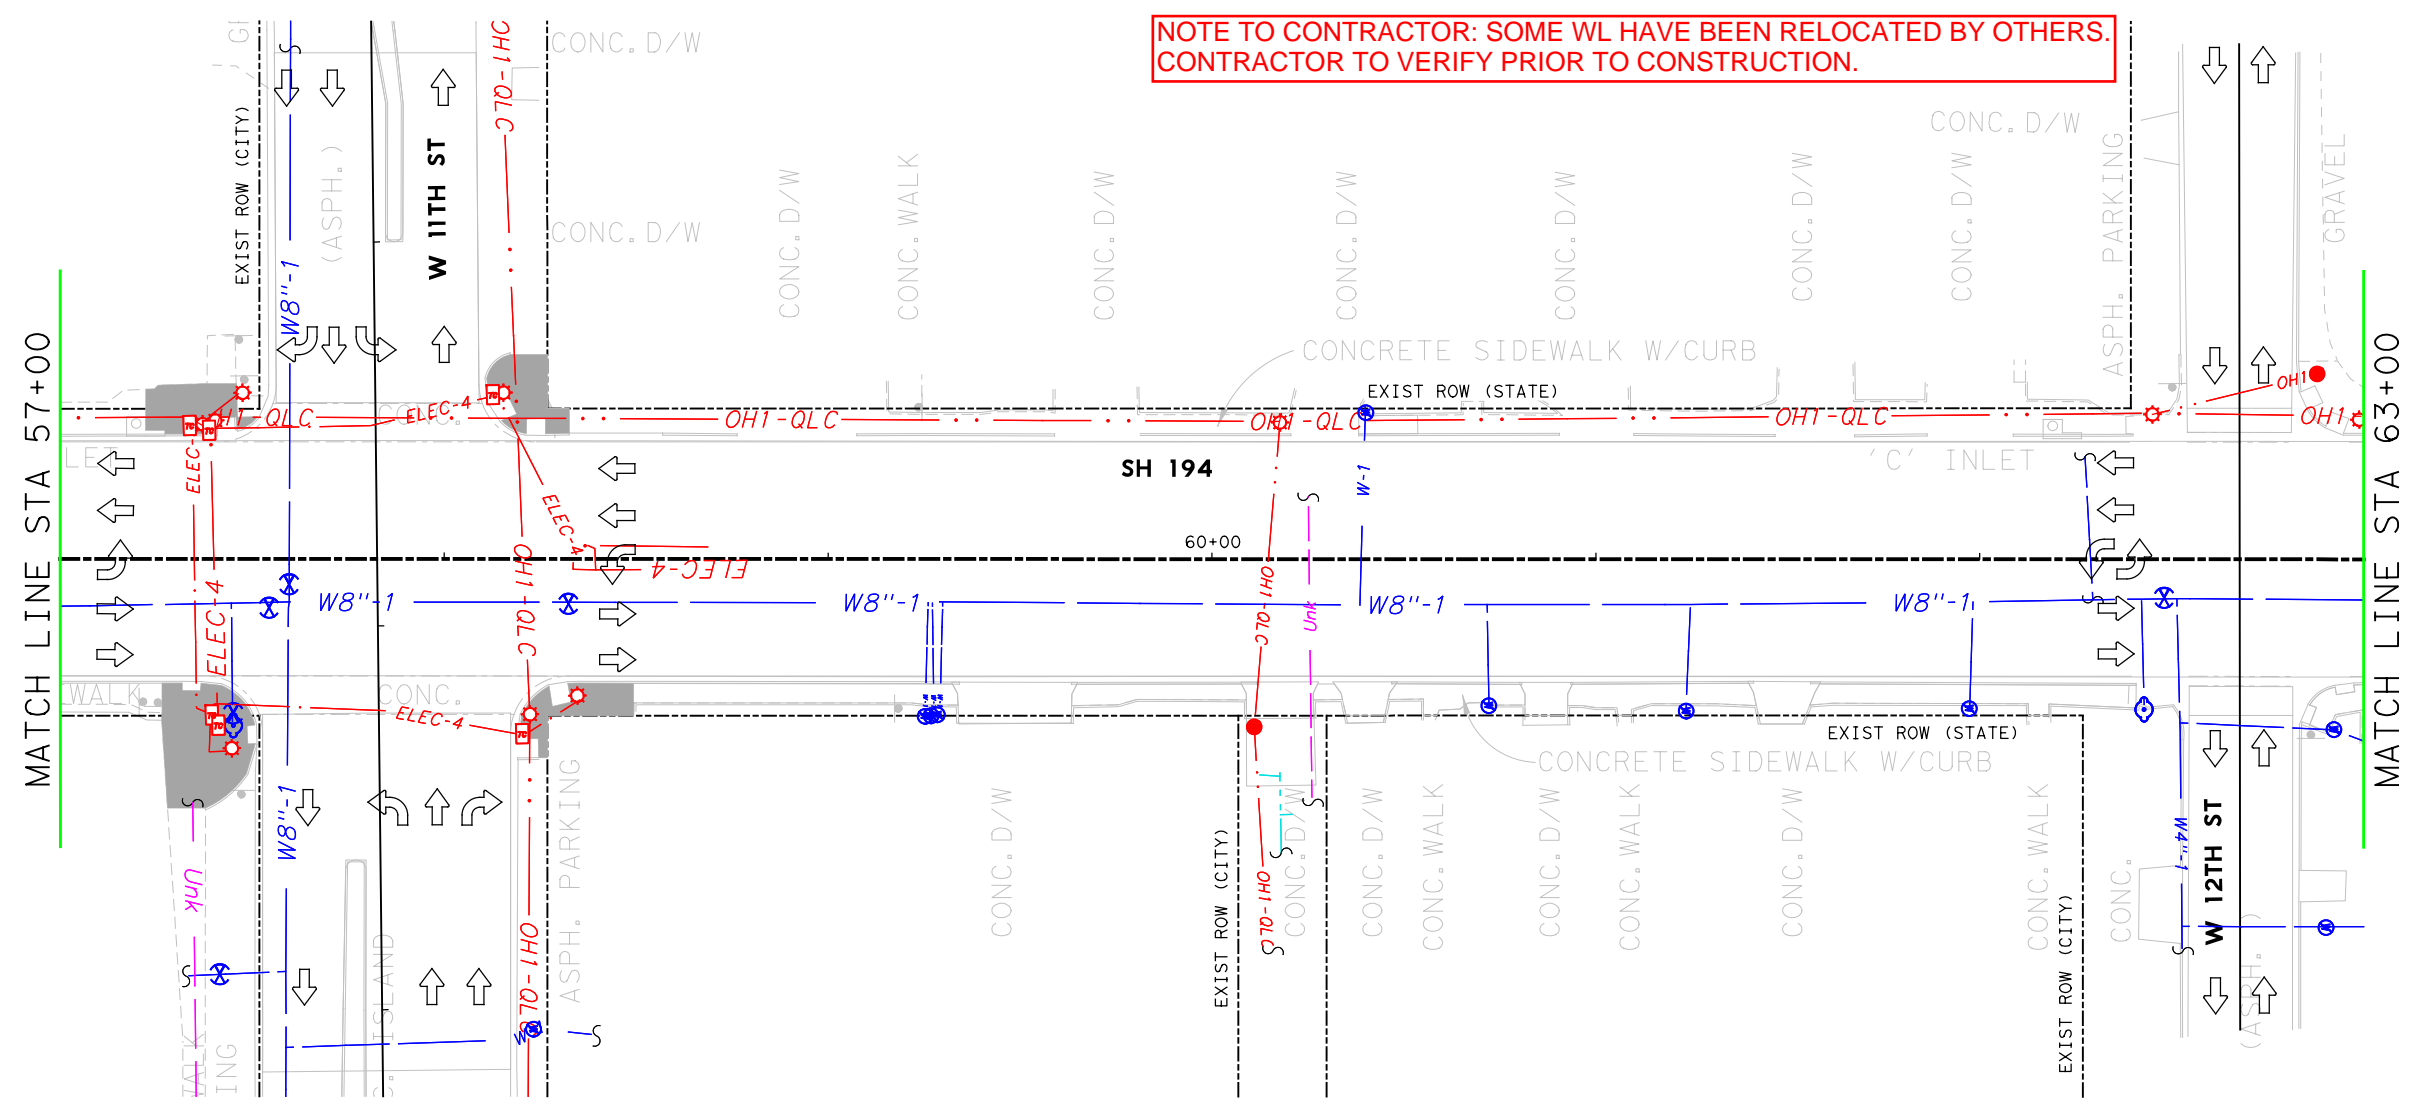 NOTE TO CONTRACTOR: SOME WL HAVE BEEN RELOCATED BY OTHERS.
CONTRACTOR TO VERIFY PRIOR TO CONSTRUCTION.
CONC. D/W
CONC. D/W
CONC. D/W
EXIST ROW (CITY)
(ASPH.)
W 11TH ST
OH1-QLC
W8"-1
CONC. D/W
CONC. WALK
CONC. D/W
CONC. D/W
CONC. D/W
CONC. D/W
CONC. D/W
ASPH. PARKING
GRAVEL
MATCH LINE STA 57+00
MATCH LINE STA 63+00
CONCRETE SIDEWALK W/CURB
EXIST ROW (STATE)
OH1
OH1-QLC
CONC.
ELEC-4
OH1-QLC
OH1-QLC
OH1-QLC
OH1
ELEC-
SH 194
W-1
'C' INLET
ELEC-4
60+00
ELEC-4
ELEC-4
OH1-QLC
OH1-QLC
Unk
W8"-1
W8"-1
W8"-1
W8"-1
WALK
CONC.
ELEC-4
EXIST ROW (STATE)
CONCRETE SIDEWALK W/CURB
W8"-1
ASPH. PARKING
CONC. D/W
EXIST ROW (CITY)
OH1-QLC
CONC. D/W
CONC. D/W
CONC. WALK
CONC. D/W
CONC. WALK
CONC. D/W
CONC. WALK
EXIST ROW (CITY)
CONC.
W4"-1
W 12TH ST
(ASPH.)
Unk
ISLAND
OH1-QLC